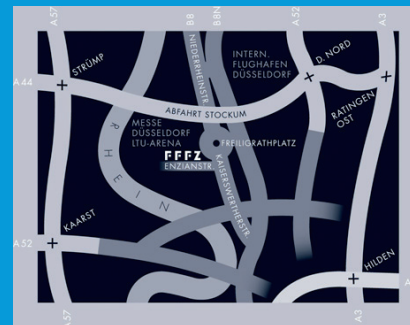 A 57
B 8
B8N
A 52
A 3
STRÜMP
NIEDERRHEINSTR.
INTERN.
FLUGHAFEN
DÜSSELDORF
D. NORD
A 44
ABFAHRT STOCKUM
RATINGEN
OST
MESSE
DÜSSELDORF
LTU-ARENA
FREILIGRATHPLATZ
FFFZ
ENZIANSTR.
RHEIN
KAISERSWERTHERSTR.
KAARST
A 52
HILDEN
A 57
A 3